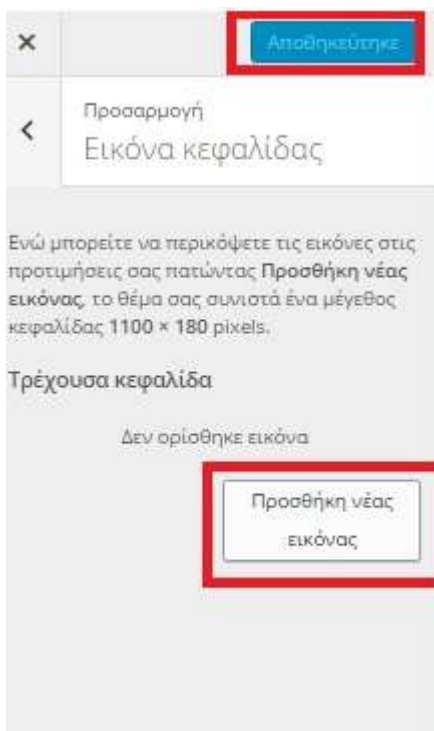 Αποθηκεύτηκε
Προσαρμογή
Εικόνα κεφαλίδας
Ενώ μπορείτε να περικόψετε τις εικόνες στις
προτιμήσεις σας πατώντας Προσθήκη νέας
εικόνας, το θέμα σας συνιστά ένα μέγεθος
κεφαλίδας 1100 × 180 pixels.
Τρέχουσα κεφαλίδα
Δεν ορίσθηκε εικόνα
Προσθήκη νέας
εικόνας